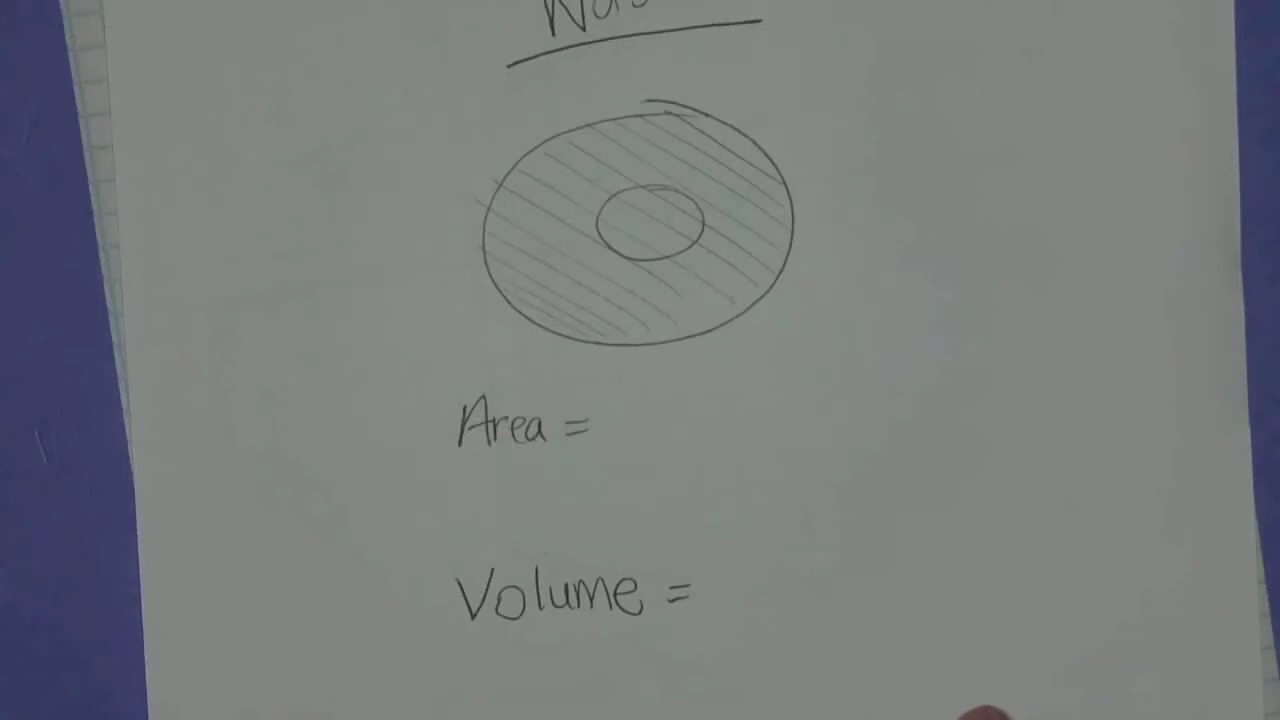 Area =
Volume =